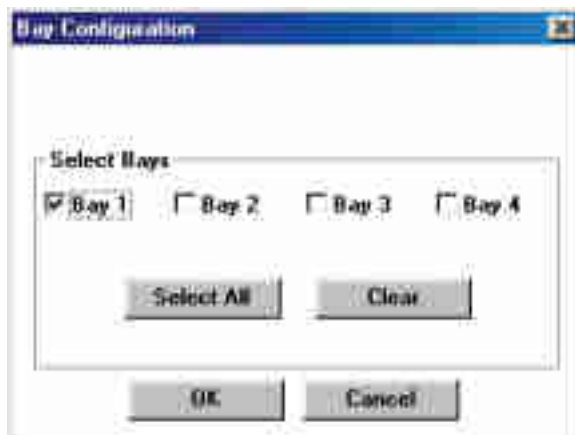 Bay Configuration
Select Bays
Bay 1 Bay 2 Bay 3 Bay 4
Select All Clear
OK Cancel